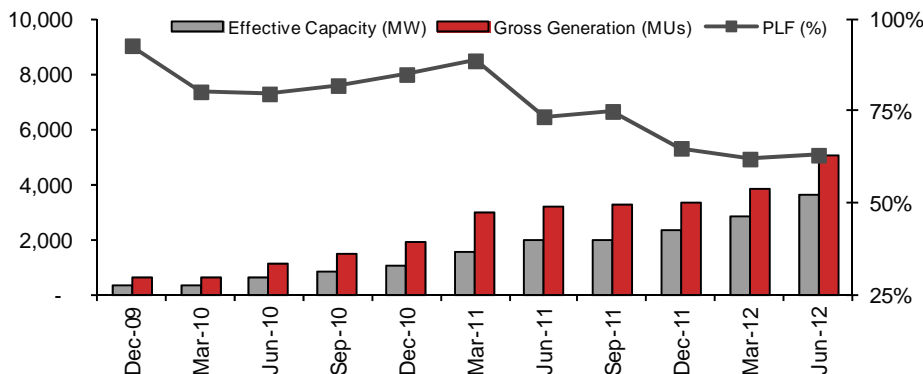 10,000
8,000
6,000
4,000
2,000
-
Effective Capacity (MW)
Gross Generation (MUs)
PLF (%)
100%
75%
50%
25%
Dec-09
Mar-10
Jun-10
Sep-10
Dec-10
Mar-11
Jun-11
Sep-11
Dec-11
Mar-12
Jun-12